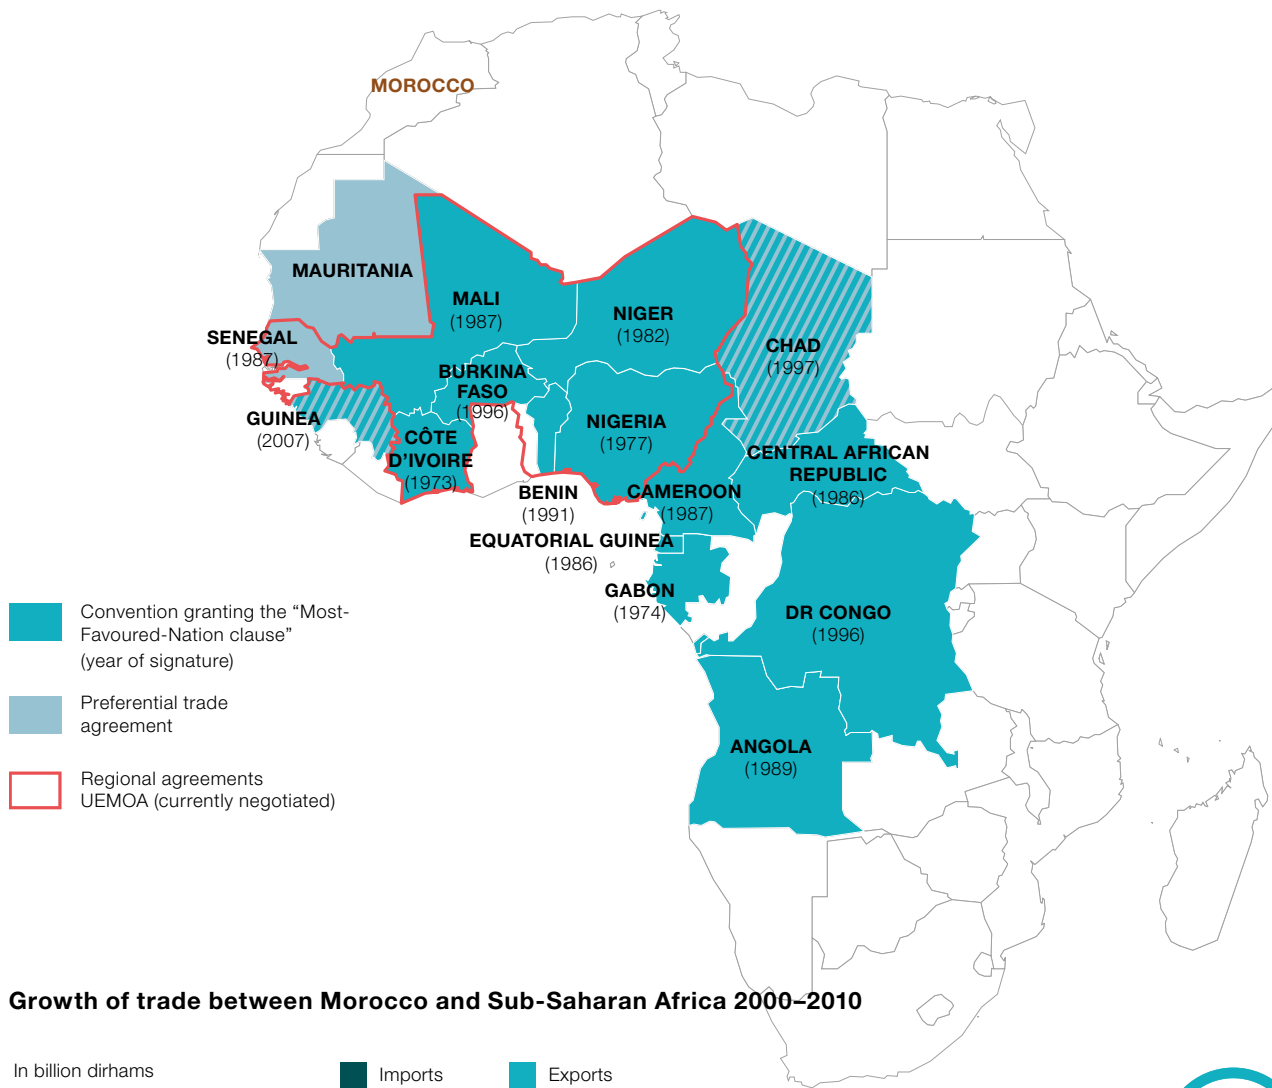 MOROCCO
MAURITANIA
MALI
(1987)
NIGER
(1982)
CHAD
(1997)
SENEGAL
(1987)
BURKINA
FASO
(1996)
GUINEA
(2007)
CÔTE
D'IVOIRE
(1973)
NIGERIA
(1977)
CENTRAL AFRICAN
REPUBLIC
(1986)
BENIN
(1991)
CAMEROON
(1987)
EQUATORIAL GUINEA
(1986)
GABON
(1974)
DR CONGO
(1996)
ANGOLA
(1989)
Convention granting the “Most-
Favoured-Nation clause”
(year of signature)
Preferential trade
agreement
Regional agreements
UEMOA (currently negotiated)
Growth of trade between Morocco and Sub-Saharan Africa 2000–2010
In billion dirhams
Imports
Exports